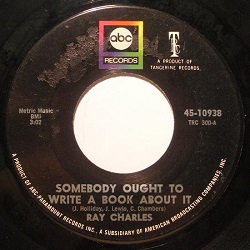 abc
RECORDS
T
A PRODUCT OF
TANGERINE RECORDS.
Metric Music
BMI
3:02
45-10938
TRC 300-A
SOMEBODY OUGHT TO
WRITE A BOOK ABOUT IT
(J. Holliday, J. Lewis, C. Chambers)
RAY CHARLES
A PRODUCT OF ABC-PARAMOUNT RECORDS INC., A SUBSIDIARY OF AMERICAN BROADCASTING COMPANIES, INC.